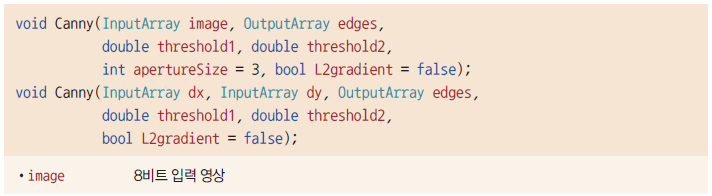 void Canny(InputArray image, OutputArray edges,
double threshold1, double threshold2,
int apertureSize = 3, bool L2gradient = false);
void Canny(InputArray dx, InputArray dy, OutputArray edges,
double threshold1, double threshold2,
bool L2gradient = false);
• image 8비트 입력 영상